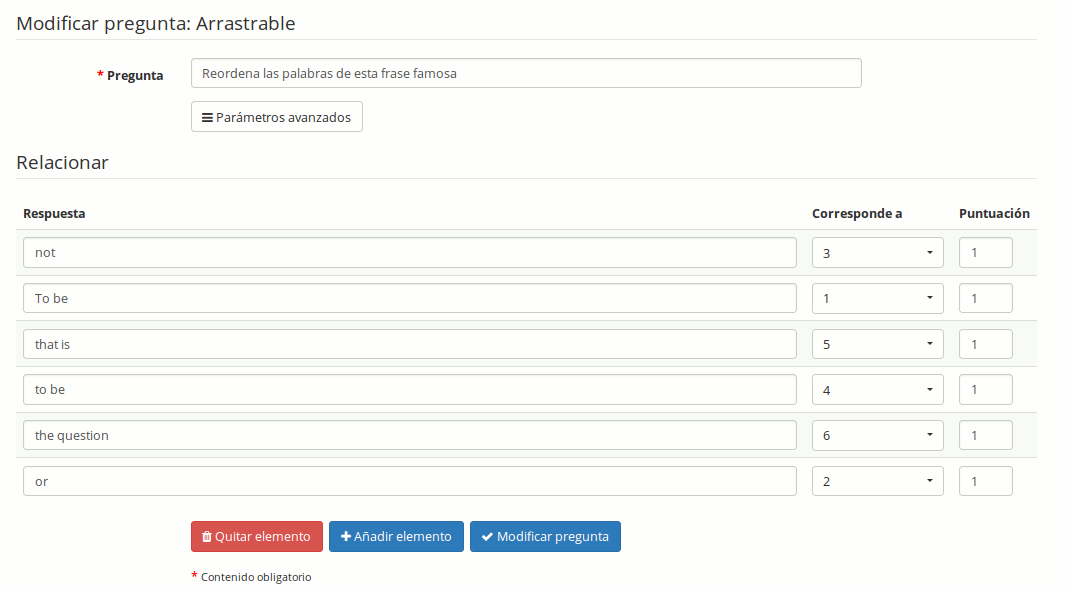 Modificar pregunta: Arrastrable
* Pregunta Reordena las palabras de esta frase famosa
Parámetros avanzados
Relacionar
Respuesta Corresponde a Puntuación
not 3 1
To be 1 1
that is 5 1
to be 4 1
the question 6 1
or 2 1
Quitar elemento Añadir elemento Modificar pregunta
* Contenido obligatorio